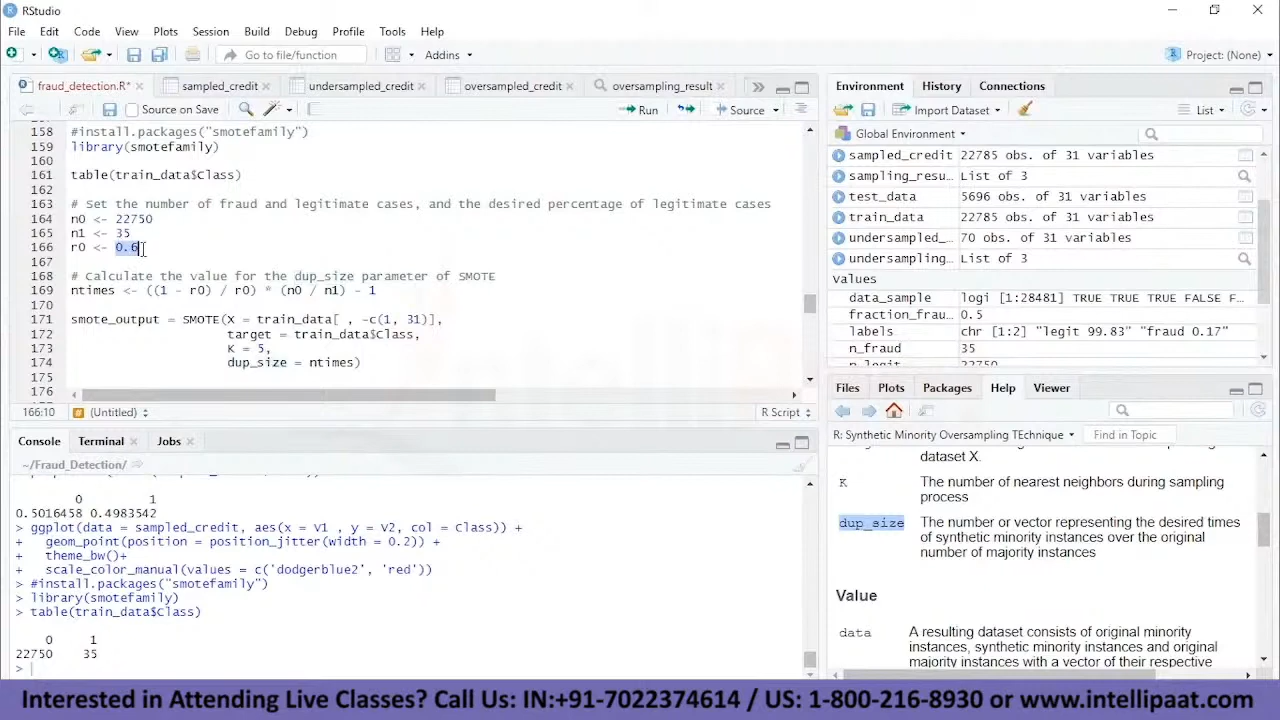 RStudio
File Edit Code View Plots Session Build Debug Profile Tools Help
Go to file/function Addins Project: (None)
fraud_detection.R* sampled_credit undersampled_credit oversampled_credit oversampling_result
Source on Save Run Source
158 #install.packages("smotefamily")
159 library(smotefamily)
160
161 table(train_data$Class)
162
163 # Set the number of fraud and legitimate cases, and the desired percentage of legitimate cases
164 n0 <- 22750
165 n1 <- 35
166 r0 <- 0.6
167
168 # Calculate the value for the dup_size parameter of SMOTE
169 ntimes <- ((1 - r0) / r0) * (n0 / n1) - 1
170
171 smote_output = SMOTE(X = train_data[ , -c(1, 31)],
172 target = train_data$Class,
173 K = 5,
174 dup_size = ntimes)
175
176
166:10 (Untitled) R Script
Console Terminal Jobs
~/Fraud_Detection/
0 1
0.5016458 0.4983542
> ggplot(data = sampled_credit, aes(x = V1 , y = V2, col = Class)) +
+ geom_point(position = position_jitter(width = 0.2)) +
+ theme_bw()+
+ scale_color_manual(values = c('dodgerblue2', 'red'))
> #install.packages("smotefamily")
> library(smotefamily)
> table(train_data$Class)
0 1
22750 35
>
Environment History Connections
Import Dataset List
Global Environment
sampled_credit 22785 obs. of 31 variables
sampling_resu… List of 3
test_data 5696 obs. of 31 variables
train_data 22785 obs. of 31 variables
undersampled_… 70 obs. of 31 variables
undersampling… List of 3
values
data_sample logi [1:28481] TRUE TRUE TRUE FALSE F…
fraction_frau… 0.5
labels chr [1:2] "legit 99.83" "fraud 0.17"
n_fraud 35
n_legit 22750
Files Plots Packages Help Viewer
R: Synthetic Minority Oversampling TEchnique Find in Topic
dataset X.
K The number of nearest neighbors during sampling
process
dup_size The number or vector representing the desired times
of synthetic minority instances over the original
number of majority instances
Value
data A resulting dataset consists of original minority
instances, synthetic minority instances and original
majority instances with a vector of their respective
Interested in Attending Live Classes? Call Us: IN:+91-7022374614 / US: 1-800-216-8930 or www.intellipaat.com